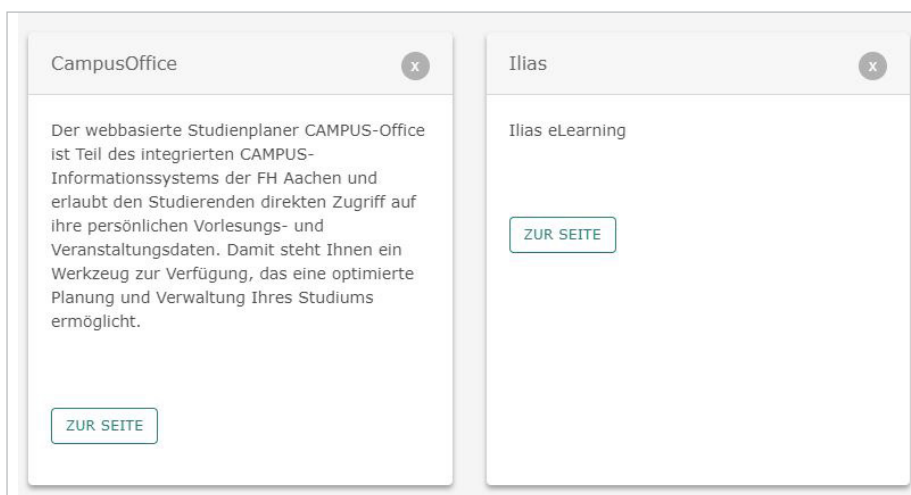 CampusOffice
x
Der webbasierte Studienplaner CAMPUS-Office
ist Teil des integrierten CAMPUS-
Informationssystems der FH Aachen und
erlaubt den Studierenden direkten Zugriff auf
ihre persönlichen Vorlesungs- und
Veranstaltungsdaten. Damit steht Ihnen ein
Werkzeug zur Verfügung, das eine optimierte
Planung und Verwaltung Ihres Studiums
ermöglicht.
ZUR SEITE
Ilias
x
Ilias eLearning
ZUR SEITE